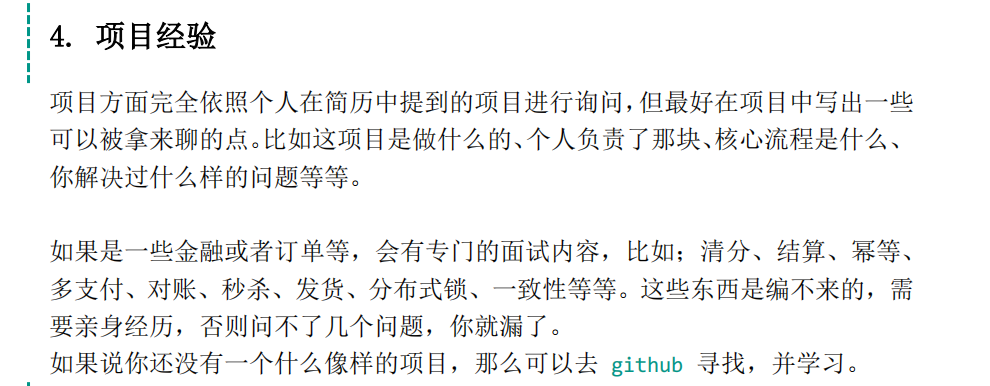 4. 项目经验
项目方面完全依照个人在简历中提到的项目进行询问，但最好在项目中写出一些
可以被拿来聊的点。比如这项目是做什么的、个人负责了那块、核心流程是什么、
你解决过什么样的问题等等。
如果是一些金融或者订单等，会有专门的面试内容，比如；清分、结算、幂等、
多支付、对账、秒杀、发货、分布式锁、一致性等等。这些东西是编不来的，需
要亲身经历，否则问不了几个问题，你就漏了。
如果说你还没有一个什么像样的项目，那么可以去 github 寻找，并学习。